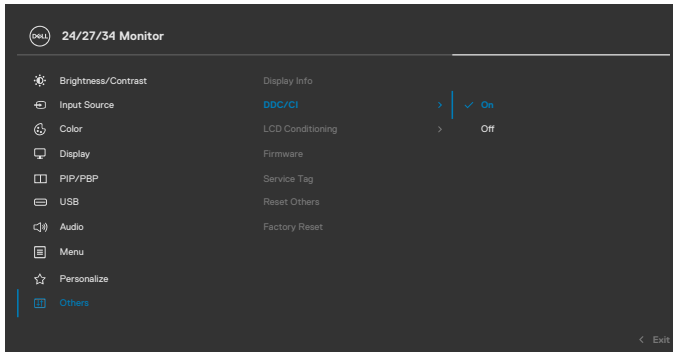 DELL 24/27/34 Monitor
Brightness/Contrast Display Info
Input Source DDC/CI > ✓ On
Color LCD Conditioning > Off
Display Firmware
PIP/PBP Service Tag
USB Reset Others
Audio Factory Reset
Menu
Personalize
Others
< Exit